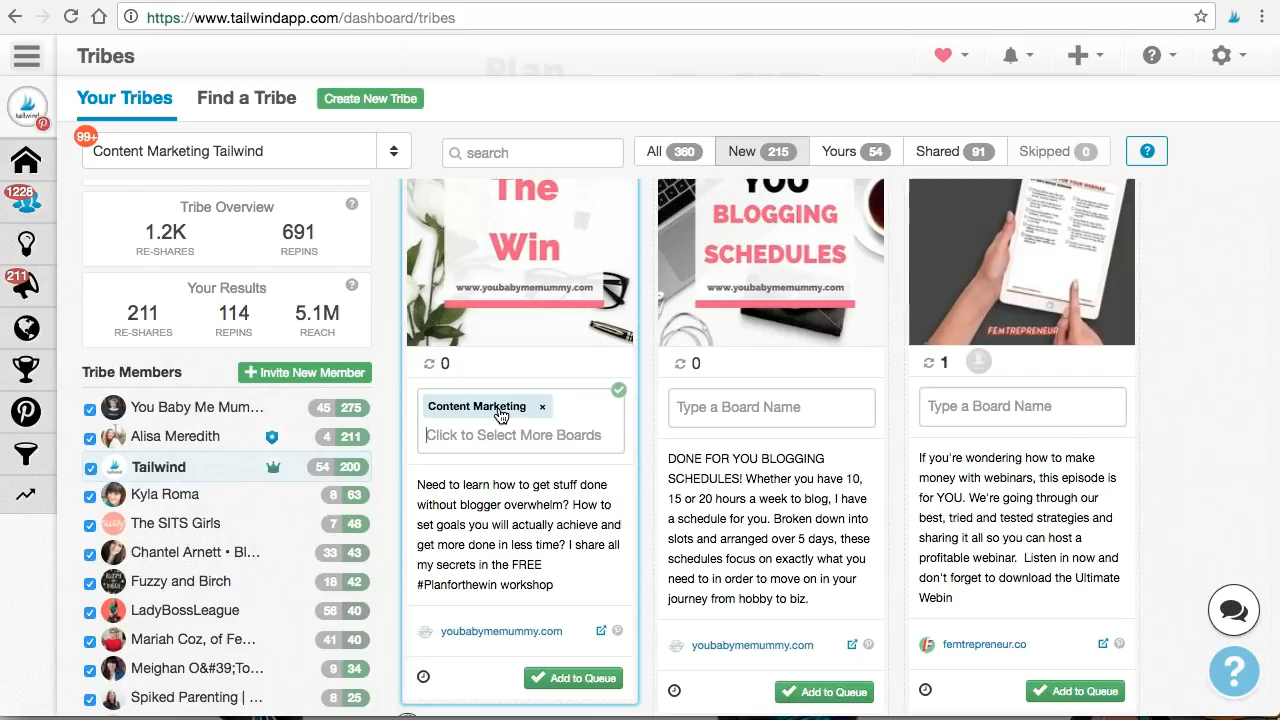 https://www.tailwindapp.com/dashboard/tribes
Tribes
Your Tribes
Find a Tribe
Create New Tribe
99+
Content Marketing Tailwind
search
All 360
New 215
Yours 54
Shared 91
Skipped 0
?
tailwind
1228
211
Tribe Overview
?
1.2K
RE-SHARES
691
REPINS
Your Results
?
211
RE-SHARES
114
REPINS
5.1M
REACH
Tribe Members
+ Invite New Member
You Baby Me Mum... 45 275
Alisa Meredith 4 211
Tailwind 54 200
Kyla Roma 8 63
The SITS Girls 7 48
Chantel Arnett • Bl... 33 43
Fuzzy and Birch 18 42
LadyBossLeague 56 40
Mariah Coz, of Fe... 41 40
Meighan O&#39;To... 9 34
Spiked Parenting | ... 8 25
Plan
The
Win
www.youbabymemummy.com
0
Content Marketing ×
Click to Select More Boards
Need to learn how to get stuff done
without blogger overwhelm? How to
set goals you will actually achieve and
get more done in less time? I share all
my secrets in the FREE
#Planforthewin workshop
youbabymemummy.com
Add to Queue
YOU
BLOGGING
SCHEDULES
www.youbabymemummy.com
0
Type a Board Name
DONE FOR YOU BLOGGING
SCHEDULES! Whether you have 10,
15 or 20 hours a week to blog, I have
a schedule for you. Broken down into
slots and arranged over 5 days, these
schedules focus on exactly what you
need to in order to move on in your
journey from hobby to biz.
youbabymemummy.com
Add to Queue
FEMTREPRENEUR
1
Type a Board Name
If you're wondering how to make
money with webinars, this episode is
for YOU. We're going through our
best, tried and tested strategies and
sharing it all so you can host a
profitable webinar. Listen in now and
don't forget to download the Ultimate
Webin
femtrepreneur.co
Add to Queue
?